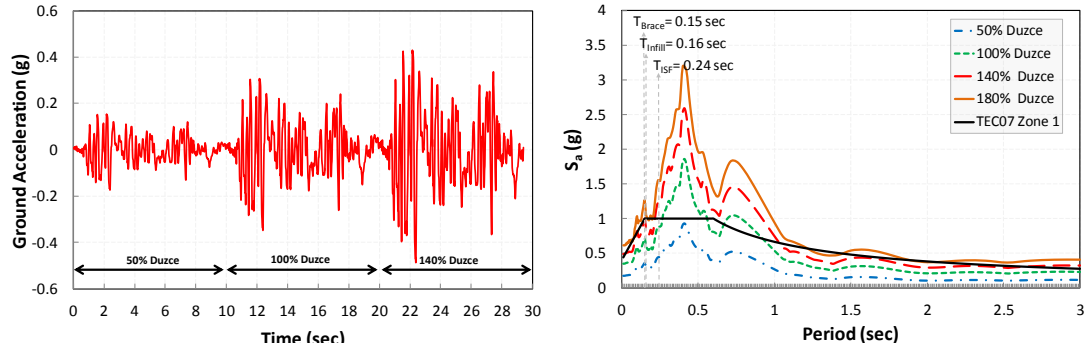 0.6
0.4
0.2
0
-0.2
-0.4
-0.6
Ground Acceleration (g)
50% Duzce
100% Duzce
140% Duzce
0 2 4 6 8 10 12 14 16 18 20 22 24 26 28 30
Time (sec)
4
3.5
3
2.5
2
1.5
1
0.5
0
Sa (g)
TBrace= 0.15 sec
TInfill= 0.16 sec
TISF= 0.24 sec
50% Duzce
100% Duzce
140% Duzce
180% Duzce
TEC07 Zone 1
0 0.5 1 1.5 2 2.5 3
Period (sec)